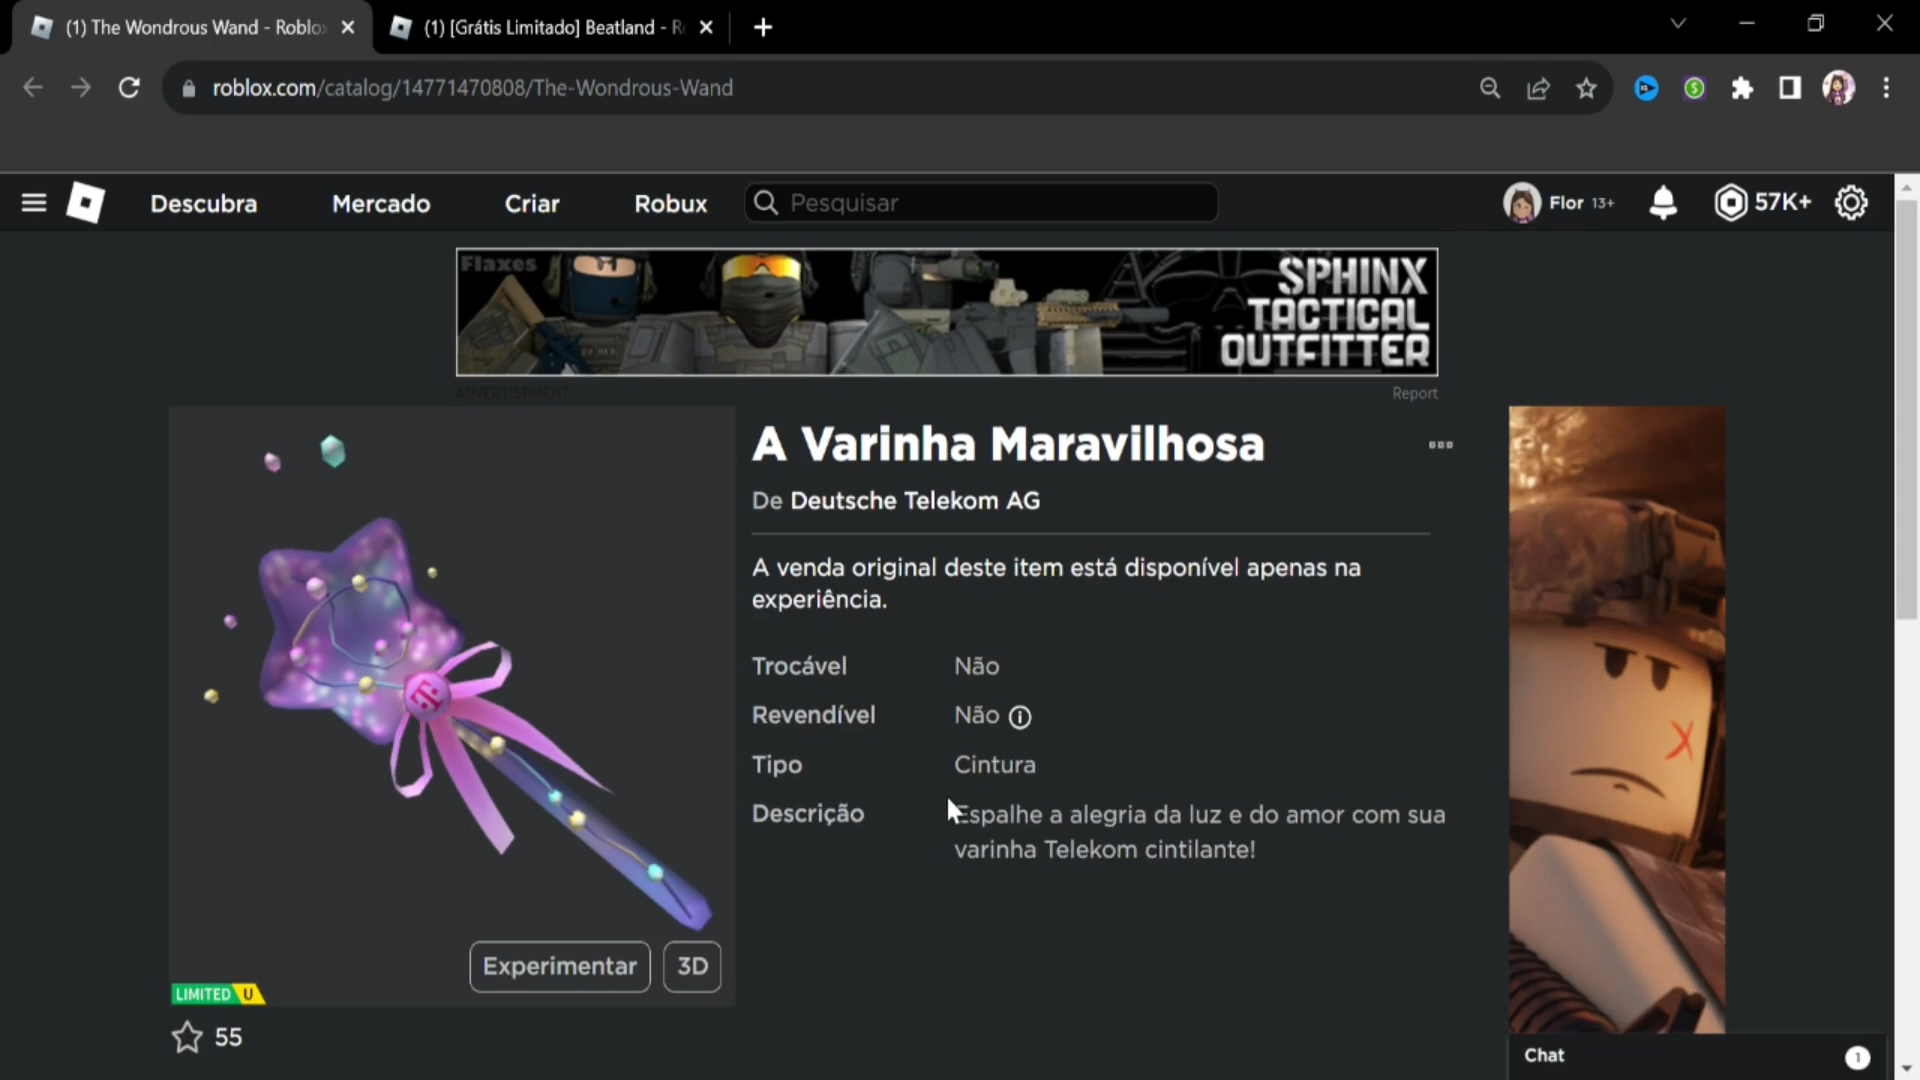 (1) The Wondrous Wand - Roblox
(1) [Grátis Limitado] Beatland - R
roblox.com/catalog/14771470808/The-Wondrous-Wand
Descubra
Mercado
Criar
Robux
Pesquisar
Flor 13+
57K+
Flaxes
SPHINX
TACTICAL
OUTFITTER
ADVERTISEMENT
Report
A Varinha Maravilhosa
De Deutsche Telekom AG
A venda original deste item está disponível apenas na
experiência.
Trocável Não
Revendível Não
Tipo Cintura
Descrição Espalhe a alegria da luz e do amor com sua
varinha Telekom cintilante!
T
Experimentar
3D
LIMITED U
55
Chat
1